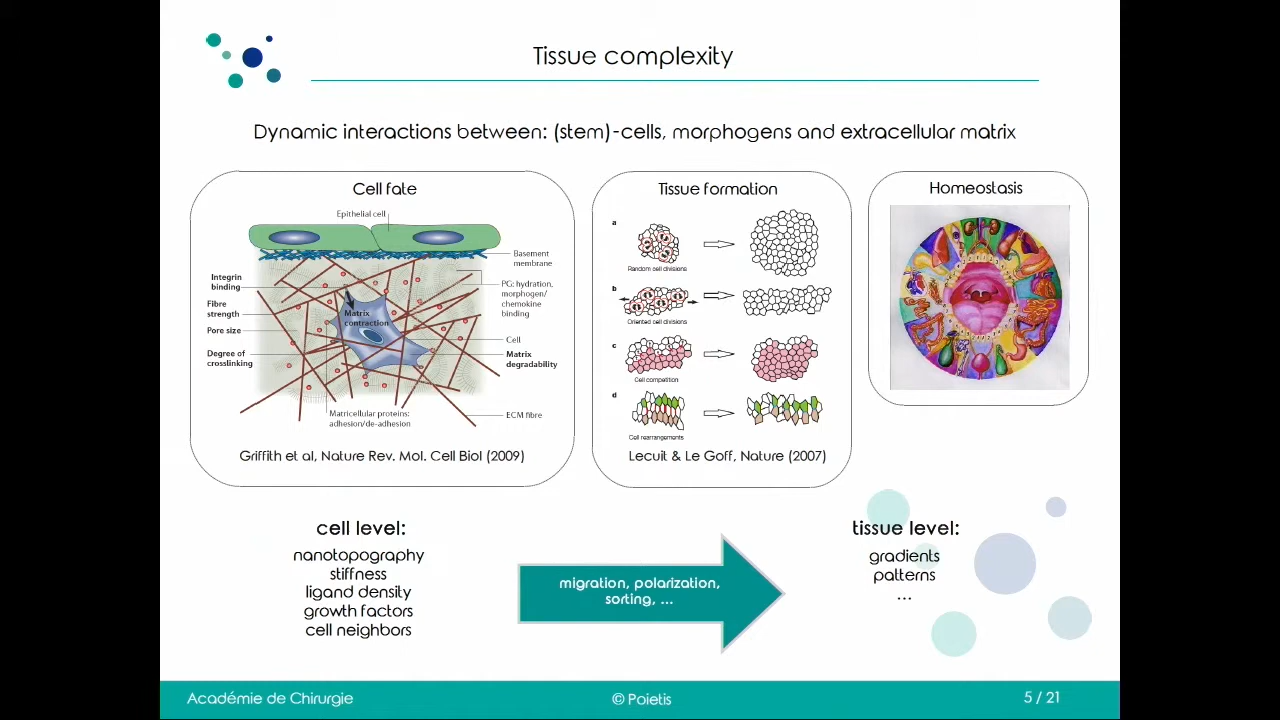 Tissue complexity
Dynamic interactions between: (stem)-cells, morphogens and extracellular matrix
Cell fate
Epithelial cell
Basement
membrane
Integrin
binding
PG: hydration,
morphogen/
chemokine
binding
Fibre
strength
Matrix
contraction
Pore size
Cell
Degree of
crosslinking
Matrix
degradability
Matricellular proteins:
adhesion/de-adhesion
ECM fibre
Griffith et al, Nature Rev. Mol. Cell Biol (2009)
Tissue formation
a
Random cell divisions
b
Oriented cell divisions
c
Cell competition
d
Cell rearrangements
Lecuit & Le Goff, Nature (2007)
Homeostasis
cell level:
nanotopography
stiffness
ligand density
growth factors
cell neighbors
migration, polarization,
sorting, ...
tissue level:
gradients
patterns
...
Académie de Chirurgie
© Poietis
5 / 21